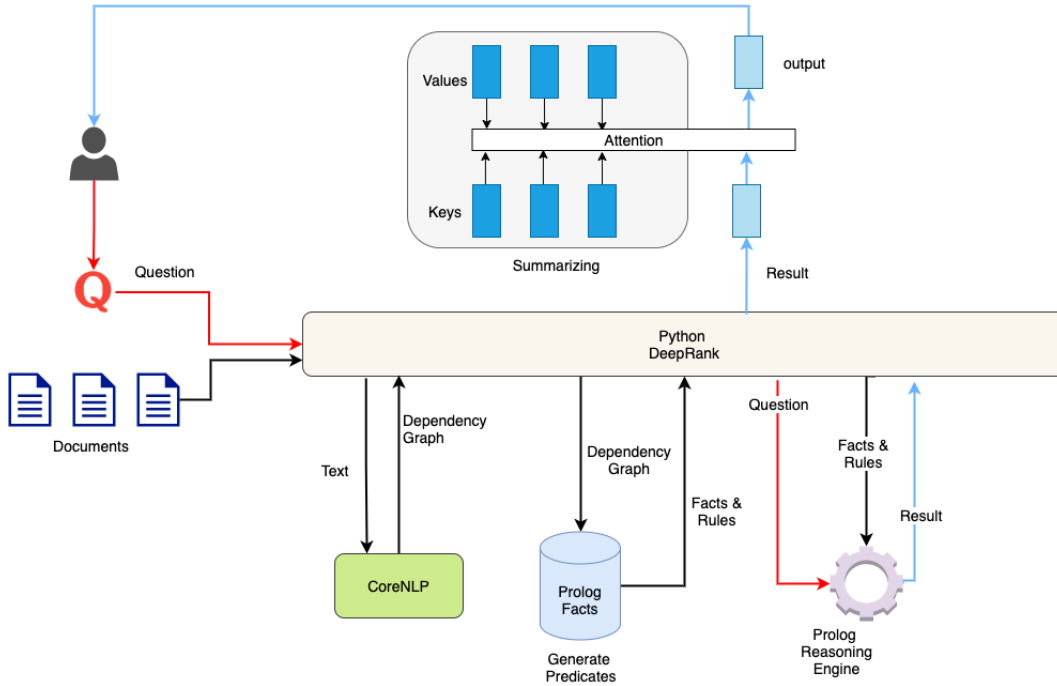 Values
output
Attention
Keys
Summarizing
Question
Q
Result
Python
DeepRank
Documents
Dependency
Graph
Text
Dependency
Graph
Facts &
Rules
Question
Facts &
Rules
Result
CoreNLP
Prolog
Facts
Generate
Predicates
Prolog
Reasoning
Engine